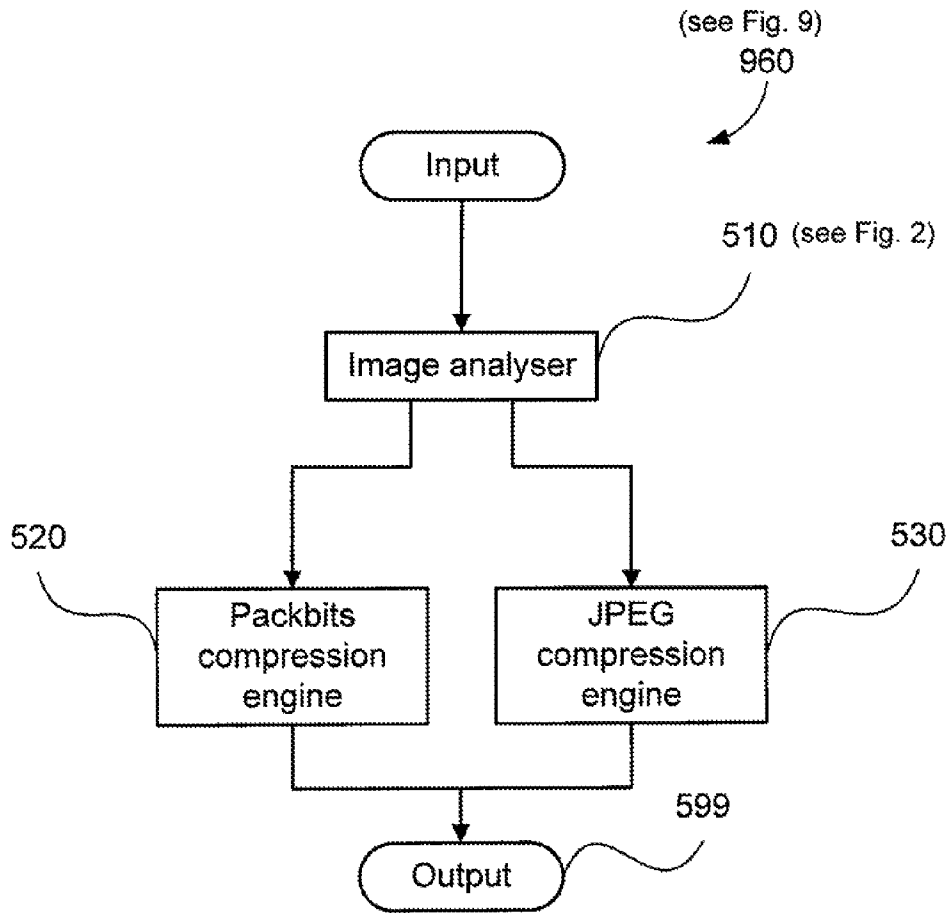 (see Fig. 9)
960
Input
510 (see Fig. 2)
Image analyser
520
530
Packbits
compression
engine
JPEG
compression
engine
599
Output